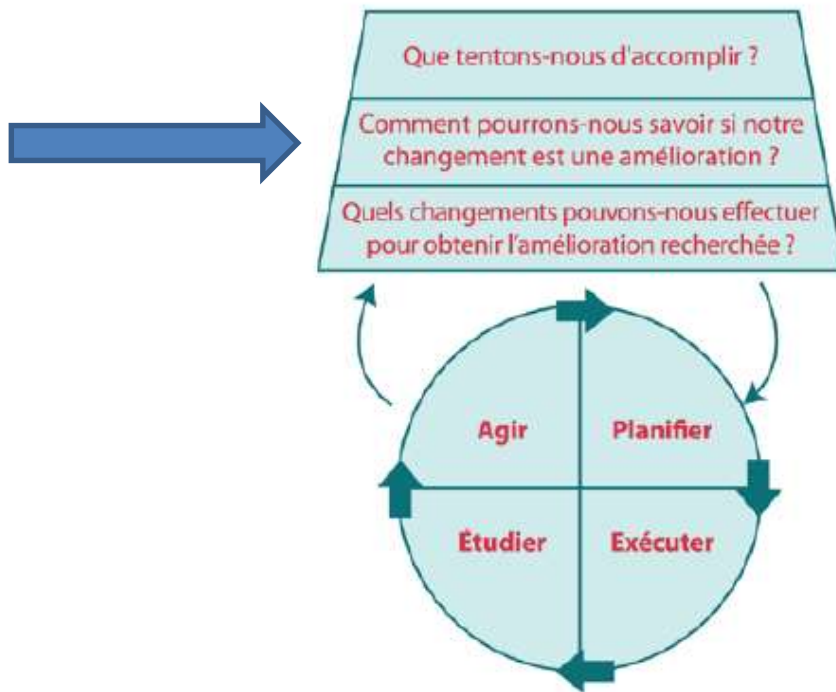 Que tentons-nous d'accomplir ?
Comment pourrons-nous savoir si notre
changement est une amélioration ?
Quels changements pouvons-nous effectuer
pour obtenir l'amélioration recherchée ?
Agir
Planifier
Étudier
Exécuter